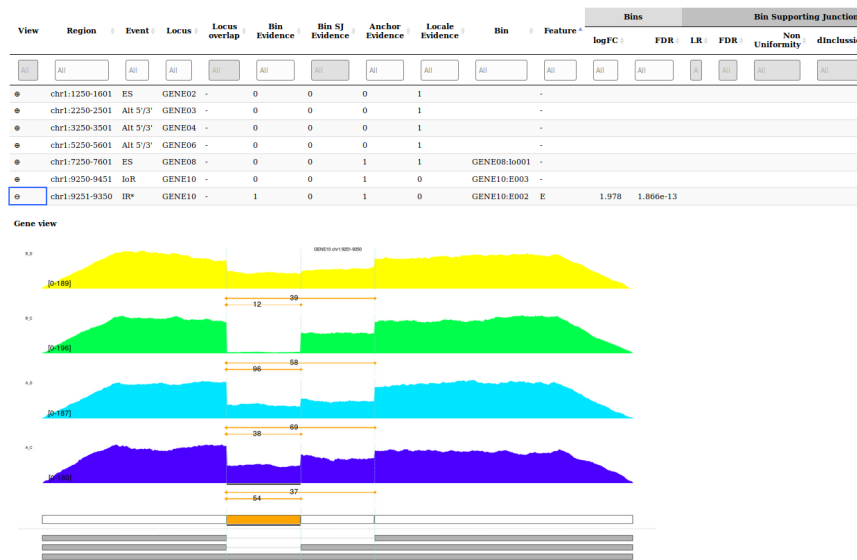 Bins Bin Supporting Junction
View Region Event Locus Locus overlap Bin Evidence Bin SJ Evidence Anchor Evidence Locale Evidence Bin Feature logFC FDR LR FDR Non Uniformity dInclussi
All All All All All All All All All All All All All A All All All
⊕ chr1:1250-1601 ES GENE02 - 0 0 0 1 -
⊕ chr1:2250-2501 Alt 5'/3' GENE03 - 0 0 0 1 -
⊕ chr1:3250-3501 Alt 5'/3' GENE04 - 0 0 0 1 -
⊕ chr1:5250-5401 Alt 5'/3' GENE06 - 0 0 0 1 -
⊕ chr1:7250-7601 ES GENE08 - 0 0 1 1 GENE08:Io001 -
⊕ chr1:9250-9451 IoR GENE10 - 0 0 1 0 GENE10:E003 -
⊖ chr1:9251-9350 IR* GENE10 - 1 0 1 0 GENE10:E002 E 1.978 1.866e-13
Gene view
GENE10 chr1:9251-9350
[0-189]
39
12
[0-196]
58
96
[0-187]
69
38
37
54